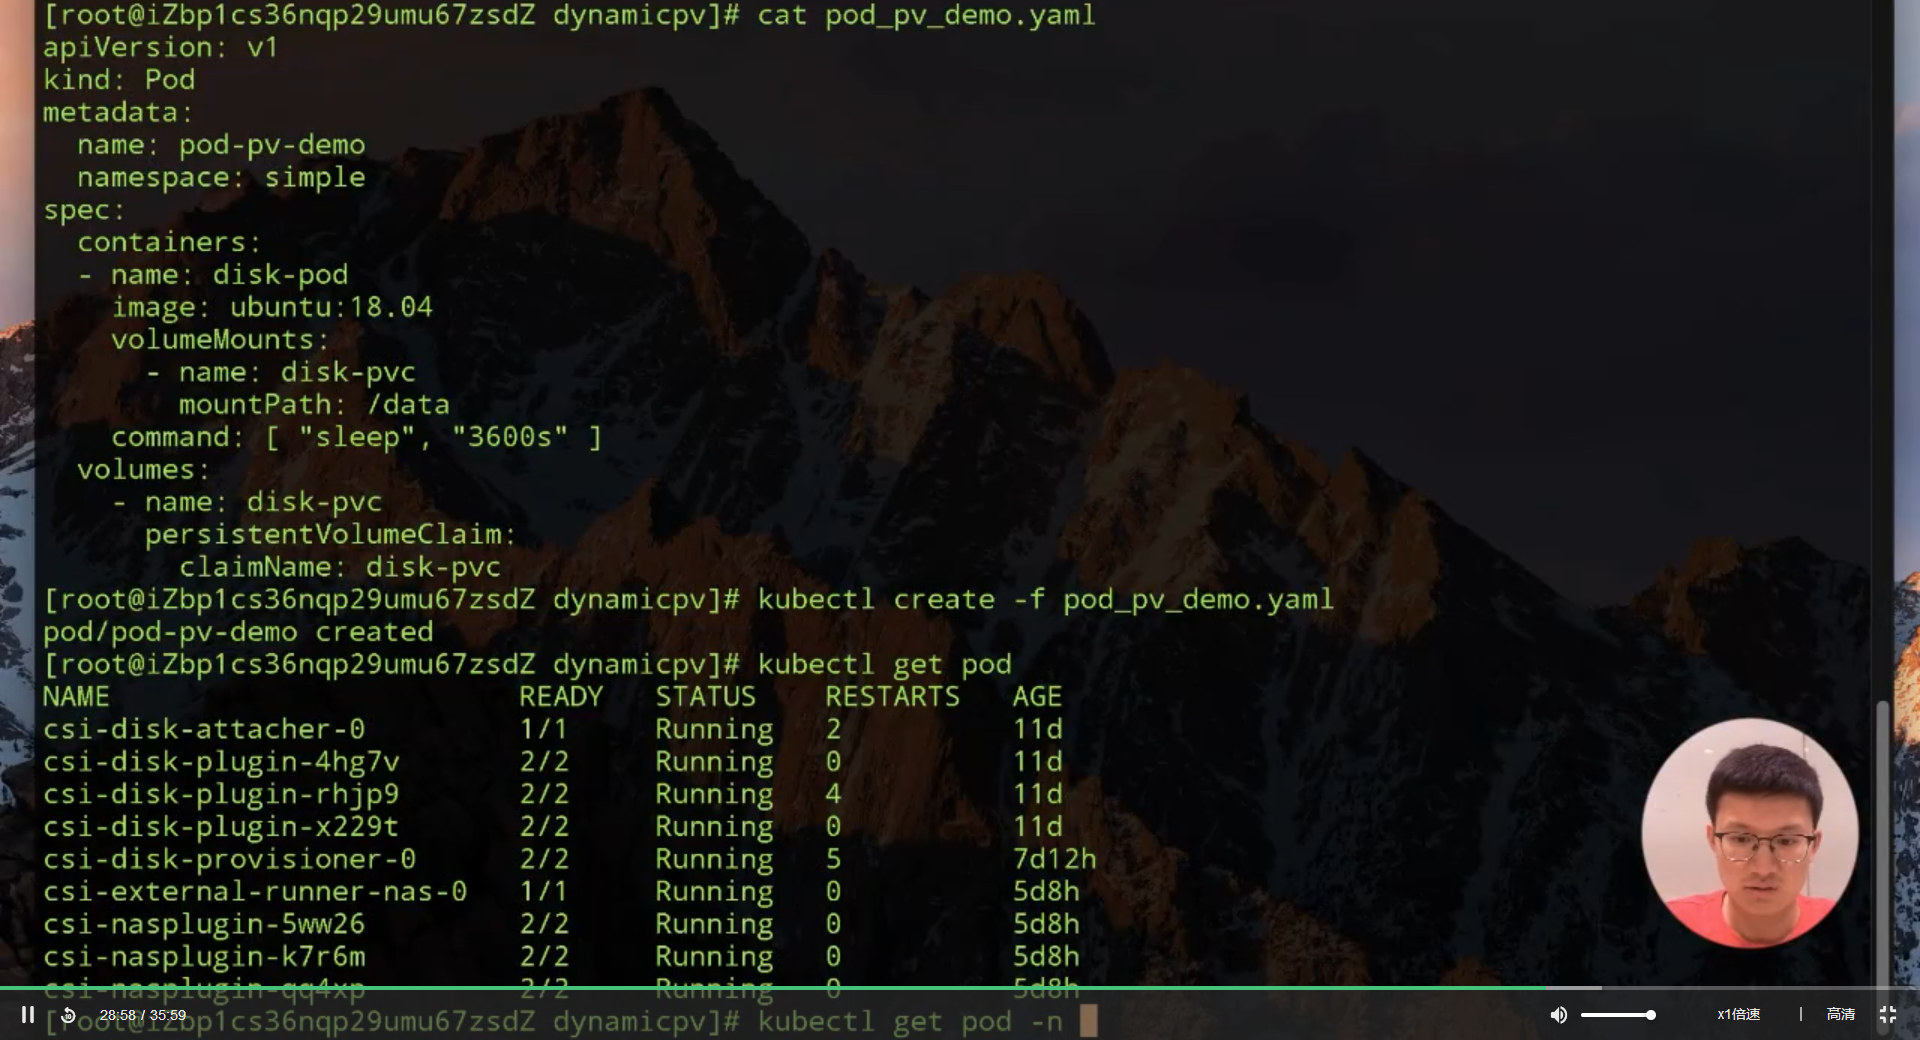 [root@iZbp1cs36nqp29umu67zsdZ dynamicpv]# cat pod_pv_demo.yaml
apiVersion: v1
kind: Pod
metadata:
  name: pod-pv-demo
  namespace: simple
spec:
  containers:
  - name: disk-pod
    image: ubuntu:18.04
    volumeMounts:
      - name: disk-pvc
        mountPath: /data
    command: [ "sleep", "3600s" ]
  volumes:
    - name: disk-pvc
      persistentVolumeClaim:
        claimName: disk-pvc
[root@iZbp1cs36nqp29umu67zsdZ dynamicpv]# kubectl create -f pod_pv_demo.yaml
pod/pod-pv-demo created
[root@iZbp1cs36nqp29umu67zsdZ dynamicpv]# kubectl get pod
NAME                        READY   STATUS    RESTARTS   AGE
csi-disk-attacher-0         1/1     Running   2          11d
csi-disk-plugin-4hg7v       2/2     Running   0          11d
csi-disk-plugin-rhjp9       2/2     Running   4          11d
csi-disk-plugin-x229t       2/2     Running   0          11d
csi-disk-provisioner-0      2/2     Running   5          7d12h
csi-external-runner-nas-0   1/1     Running   0          5d8h
csi-nasplugin-5ww26         2/2     Running   0          5d8h
csi-nasplugin-k7r6m         2/2     Running   0          5d8h
csi-nasplugin-qq4xp         2/2     Running   0          5d8h
[root@iZbp1cs36nqp29umu67zsdZ dynamicpv]# kubectl get pod -n
28:58 / 35:59
x1倍速 | 高清